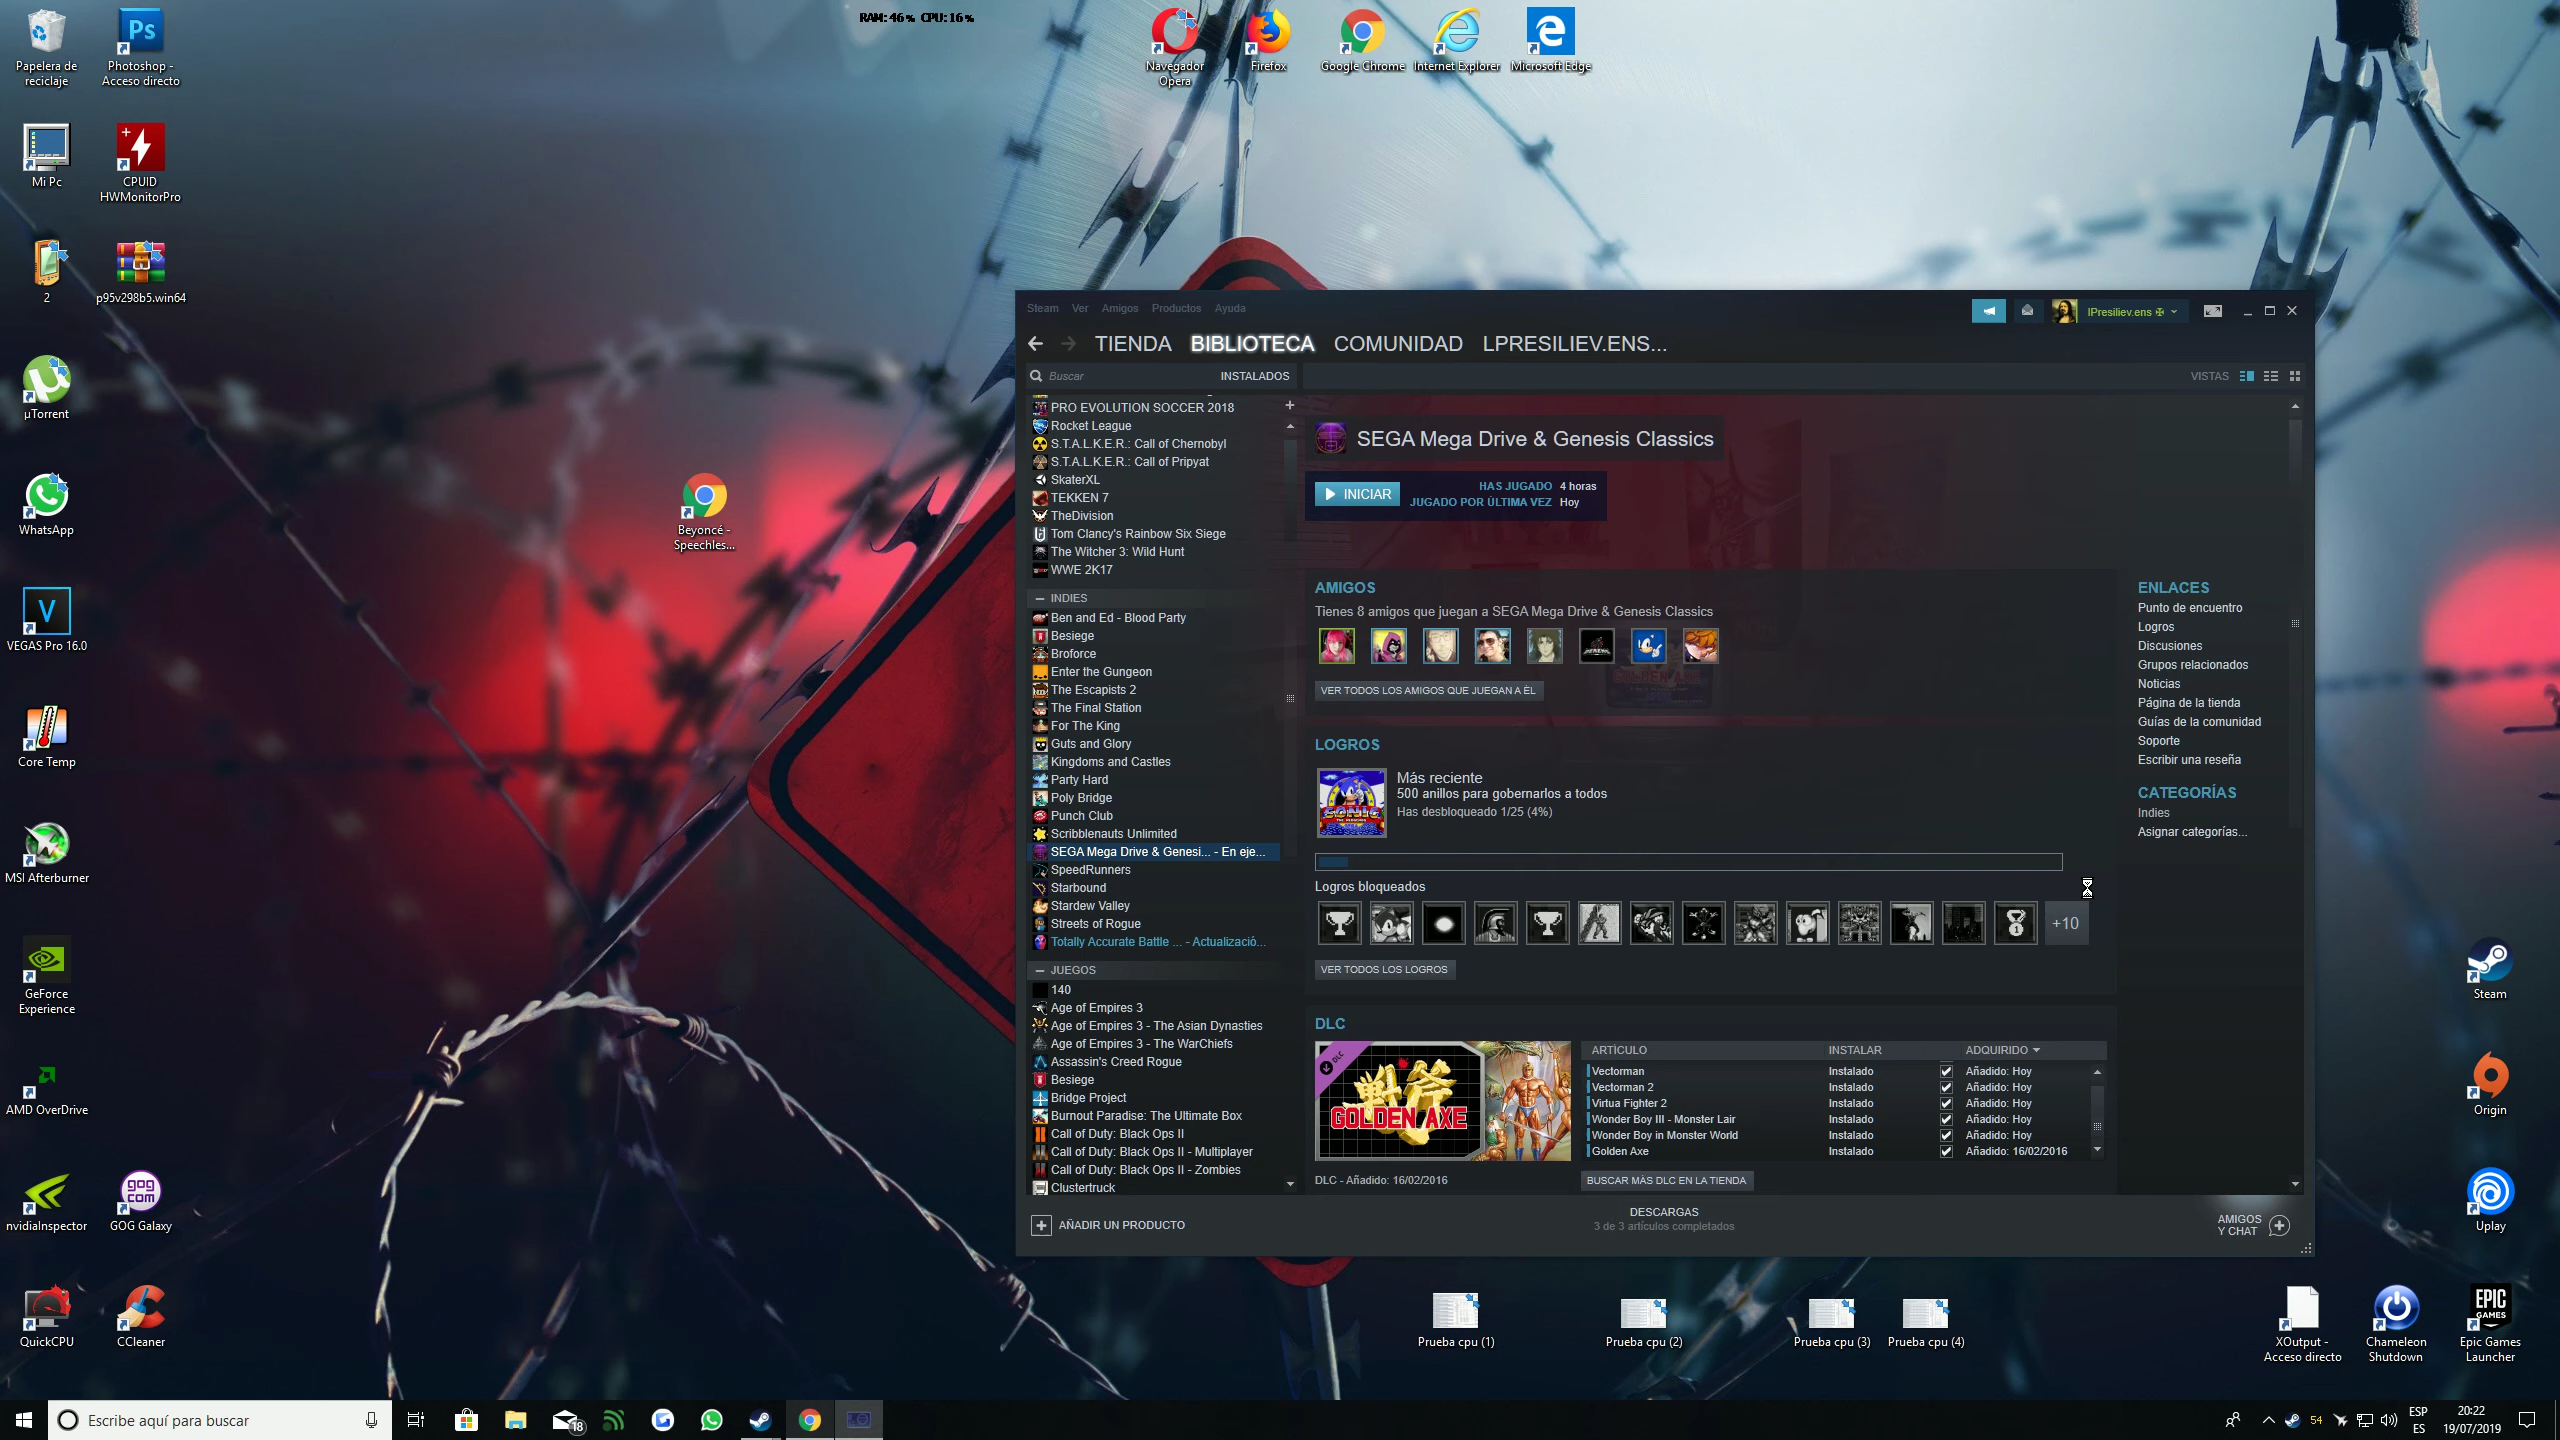 RAM: 46% CPU: 16%
Papelera de
reciclaje
Photoshop -
Acceso directo
Navegador
Opera
Firefox
Google Chrome
Internet Explorer
Microsoft Edge
Mi Pc
CPUID
HWMonitorPro
2
p95v298b5.win64
µTorrent
WhatsApp
VEGAS Pro 16.0
Core Temp
MSI Afterburner
GeForce
Experience
AMD OverDrive
nvidiaInspector
GOG Galaxy
QuickCPU
CCleaner
Beyoncé -
Speechles...
Steam Ver Amigos Productos Ayuda
lPresiliev.ens
TIENDA BIBLIOTECA COMUNIDAD LPRESILIEV.ENS...
Buscar
INSTALADOS
VISTAS
PRO EVOLUTION SOCCER 2018
Rocket League
S.T.A.L.K.E.R.: Call of Chernobyl
S.T.A.L.K.E.R.: Call of Pripyat
SkaterXL
TEKKEN 7
TheDivision
Tom Clancy's Rainbow Six Siege
The Witcher 3: Wild Hunt
WWE 2K17
INDIES
Ben and Ed - Blood Party
Besiege
Broforce
Enter the Gungeon
The Escapists 2
The Final Station
For The King
Guts and Glory
Kingdoms and Castles
Party Hard
Poly Bridge
Punch Club
Scribblenauts Unlimited
SEGA Mega Drive & Genesi... - En eje...
SpeedRunners
Starbound
Stardew Valley
Streets of Rogue
Totally Accurate Battle ... - Actualizació...
JUEGOS
140
Age of Empires 3
Age of Empires 3 - The Asian Dynasties
Age of Empires 3 - The WarChiefs
Assassin's Creed Rogue
Besiege
Bridge Project
Burnout Paradise: The Ultimate Box
Call of Duty: Black Ops II
Call of Duty: Black Ops II - Multiplayer
Call of Duty: Black Ops II - Zombies
Clustertruck
SEGA Mega Drive & Genesis Classics
INICIAR
HAS JUGADO 4 horas
JUGADO POR ÚLTIMA VEZ Hoy
AMIGOS
Tienes 8 amigos que juegan a SEGA Mega Drive & Genesis Classics
VER TODOS LOS AMIGOS QUE JUEGAN A ÉL
LOGROS
Más reciente
500 anillos para gobernarlos a todos
Has desbloqueado 1/25 (4%)
SONIC
Logros bloqueados
+10
VER TODOS LOS LOGROS
DLC
DLC
GOLDEN AXE
DLC - Añadido: 16/02/2016
ARTÍCULO INSTALAR ADQUIRIDO
Vectorman Instalado Añadido: Hoy
Vectorman 2 Instalado Añadido: Hoy
Virtua Fighter 2 Instalado Añadido: Hoy
Wonder Boy III - Monster Lair Instalado Añadido: Hoy
Wonder Boy in Monster World Instalado Añadido: Hoy
Golden Axe Instalado Añadido: 16/02/2016
BUSCAR MÁS DLC EN LA TIENDA
ENLACES
Punto de encuentro
Logros
Discusiones
Grupos relacionados
Noticias
Página de la tienda
Guías de la comunidad
Soporte
Escribir una reseña
CATEGORÍAS
Indies
Asignar categorías...
AÑADIR UN PRODUCTO
DESCARGAS
3 de 3 artículos completados
AMIGOS
Y CHAT
Steam
Origin
Uplay
Prueba cpu (1)
Prueba cpu (2)
Prueba cpu (3)
Prueba cpu (4)
XOutput -
Acceso directo
Chameleon
Shutdown
EPIC
GAMES
Epic Games
Launcher
Escribe aquí para buscar
18
54
ESP
ES
20:22
19/07/2019